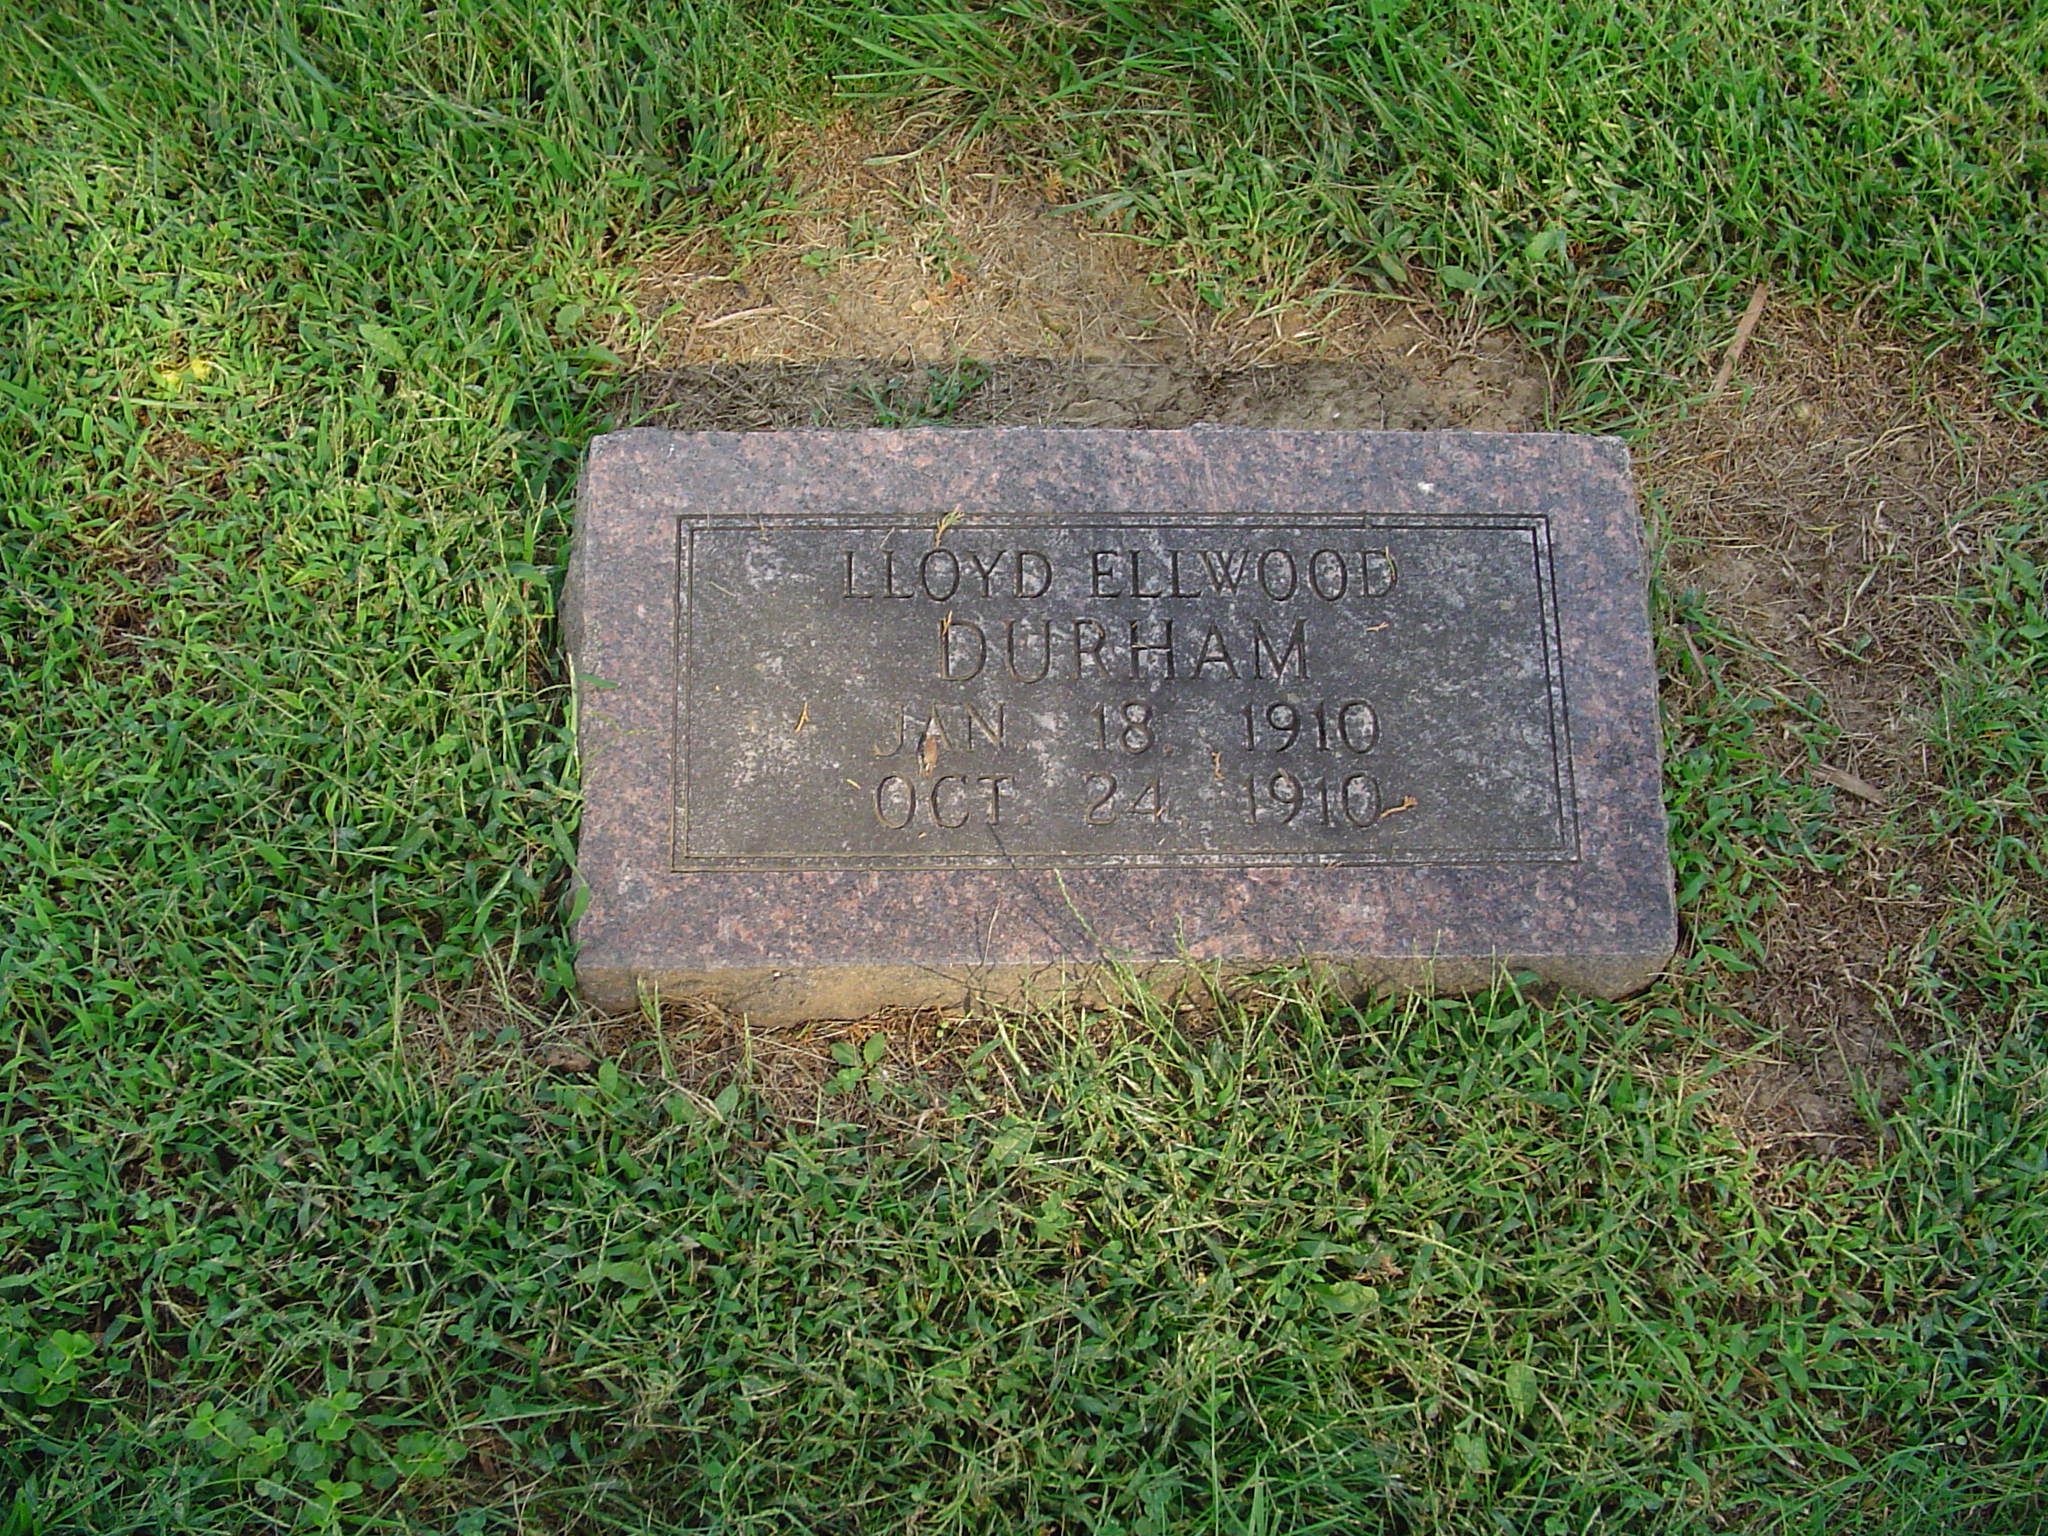 LLOYD ELLWOOD
DURHAM
JAN. 18. 1910
OCT. 24. 1910